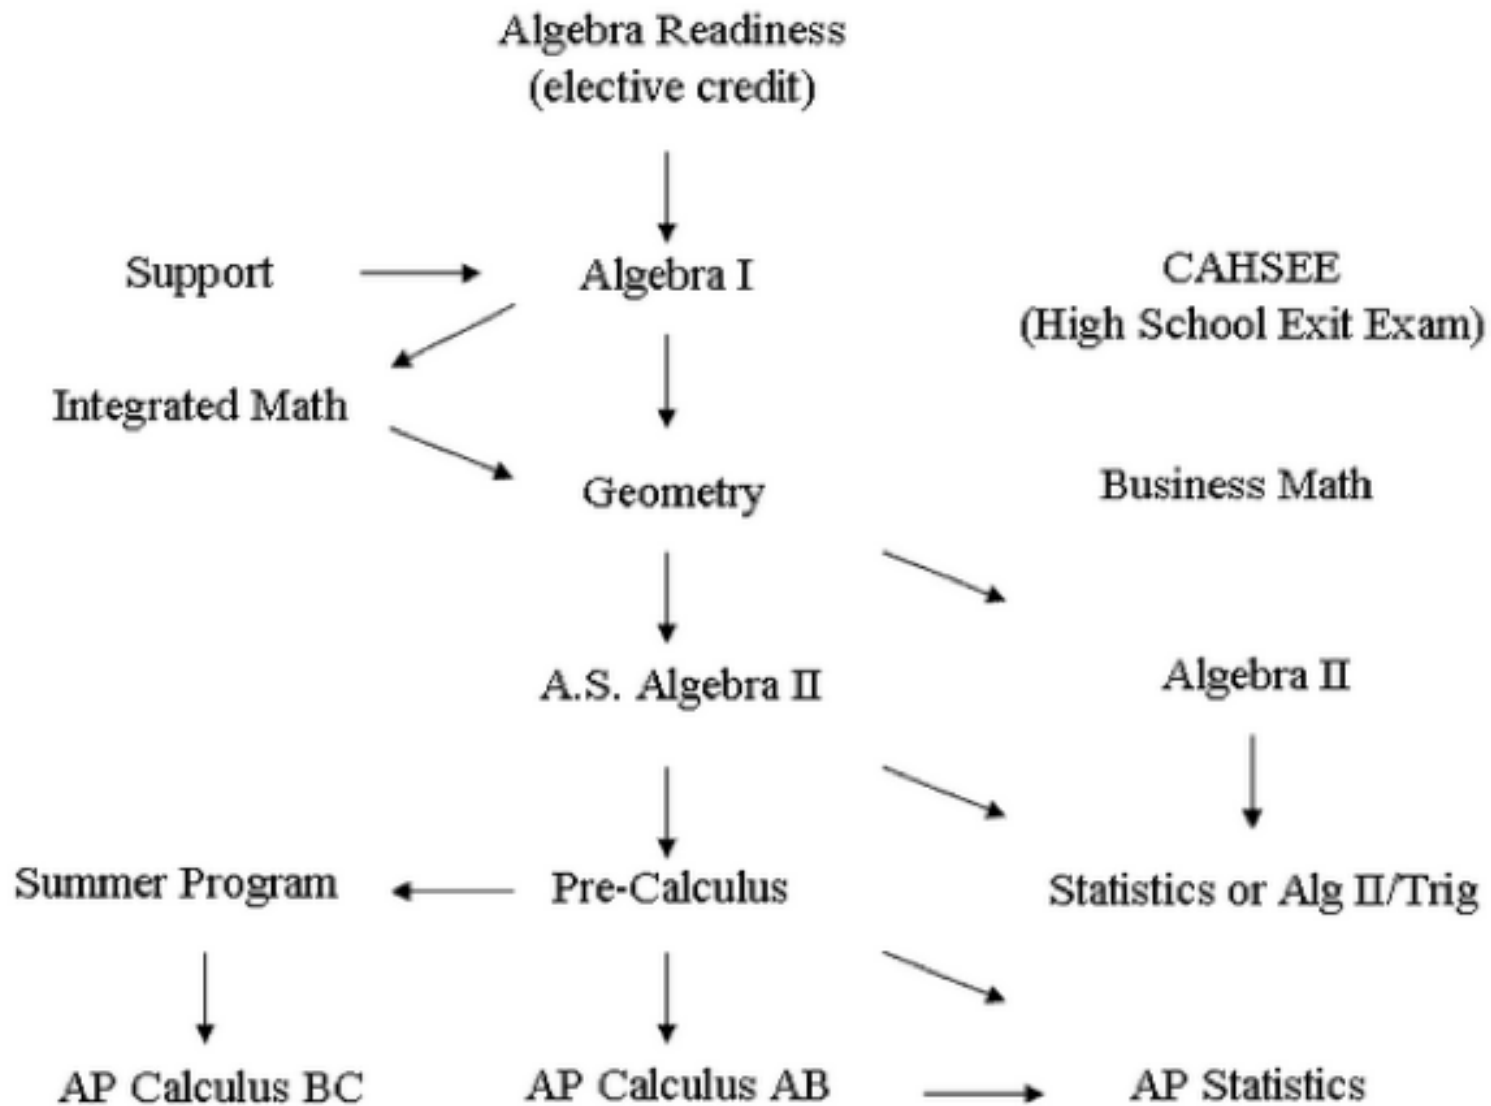 Algebra Readiness
(elective credit)
Support
Algebra I
CAHSEE
(High School Exit Exam)
Integrated Math
Geometry
Business Math
A.S. Algebra II
Algebra II
Summer Program
Pre-Calculus
Statistics or Alg II/Trig
AP Calculus BC
AP Calculus AB
AP Statistics